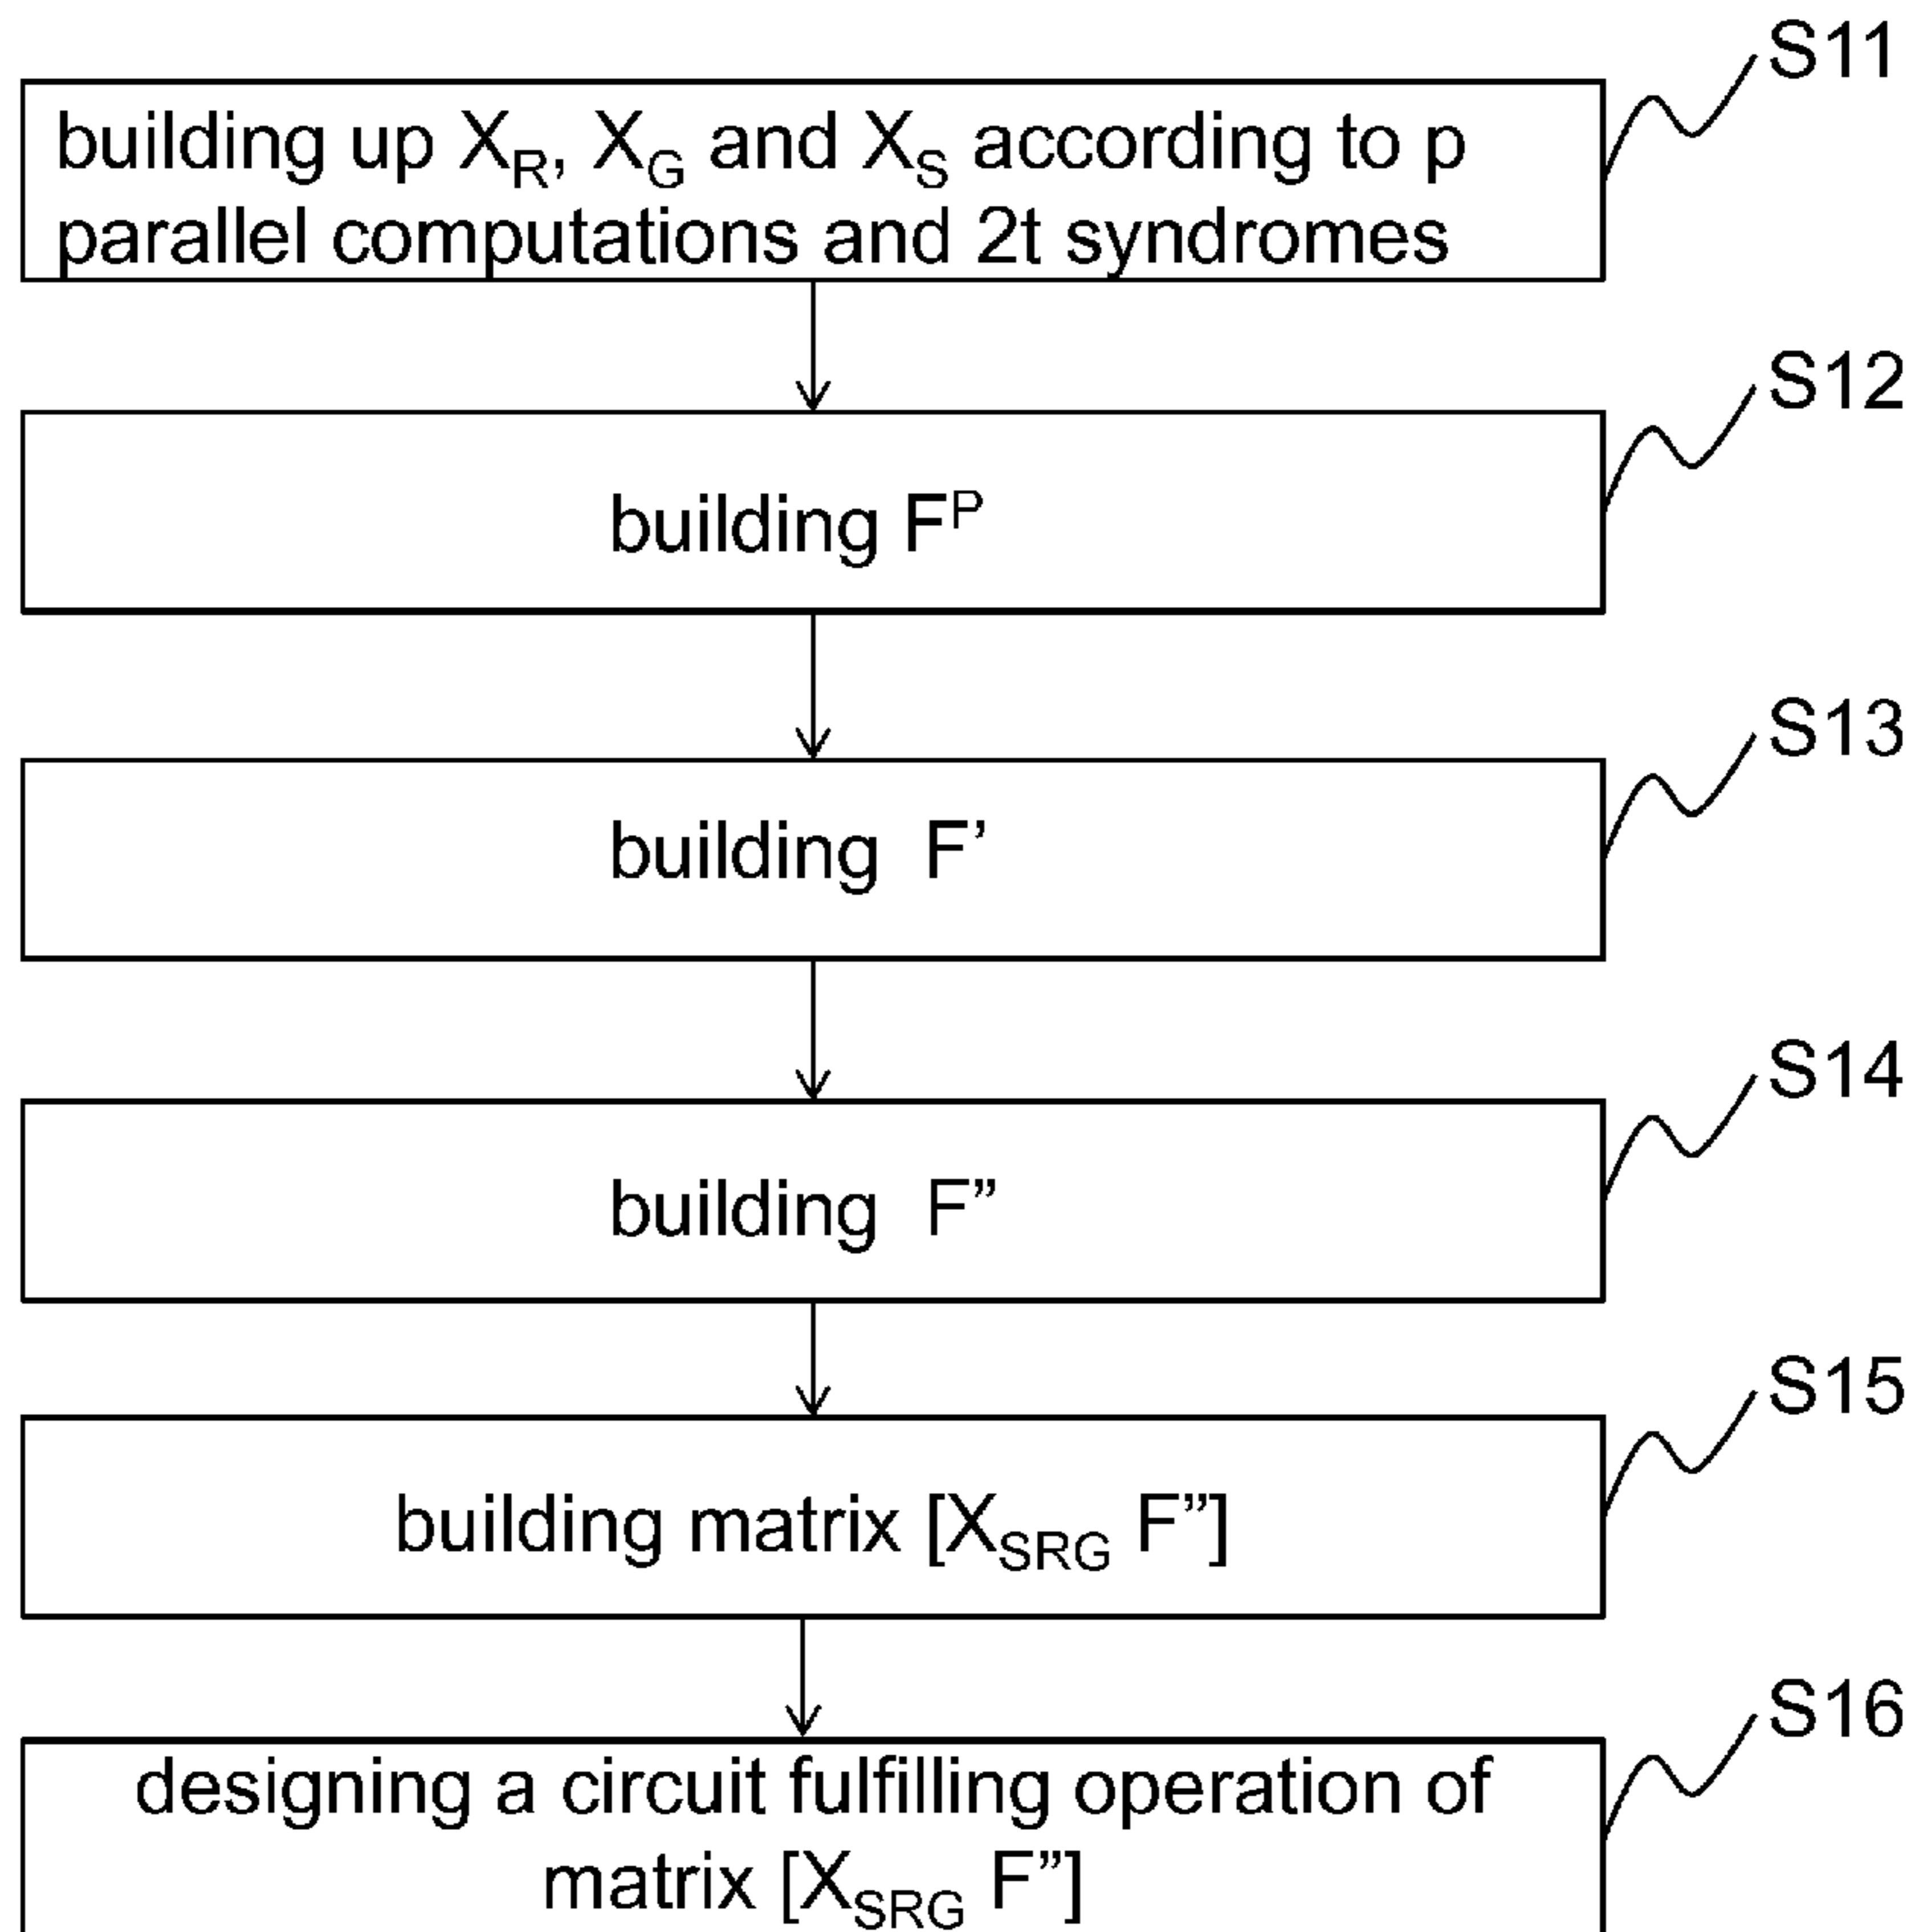 S11
building up X_R, X_G and X_S according to p
parallel computations and 2t syndromes
S12
building F^P
S13
building F’
S14
building F”
S15
building matrix [X_SRG F”]
S16
designing a circuit fulfilling operation of
matrix [X_SRG F”]